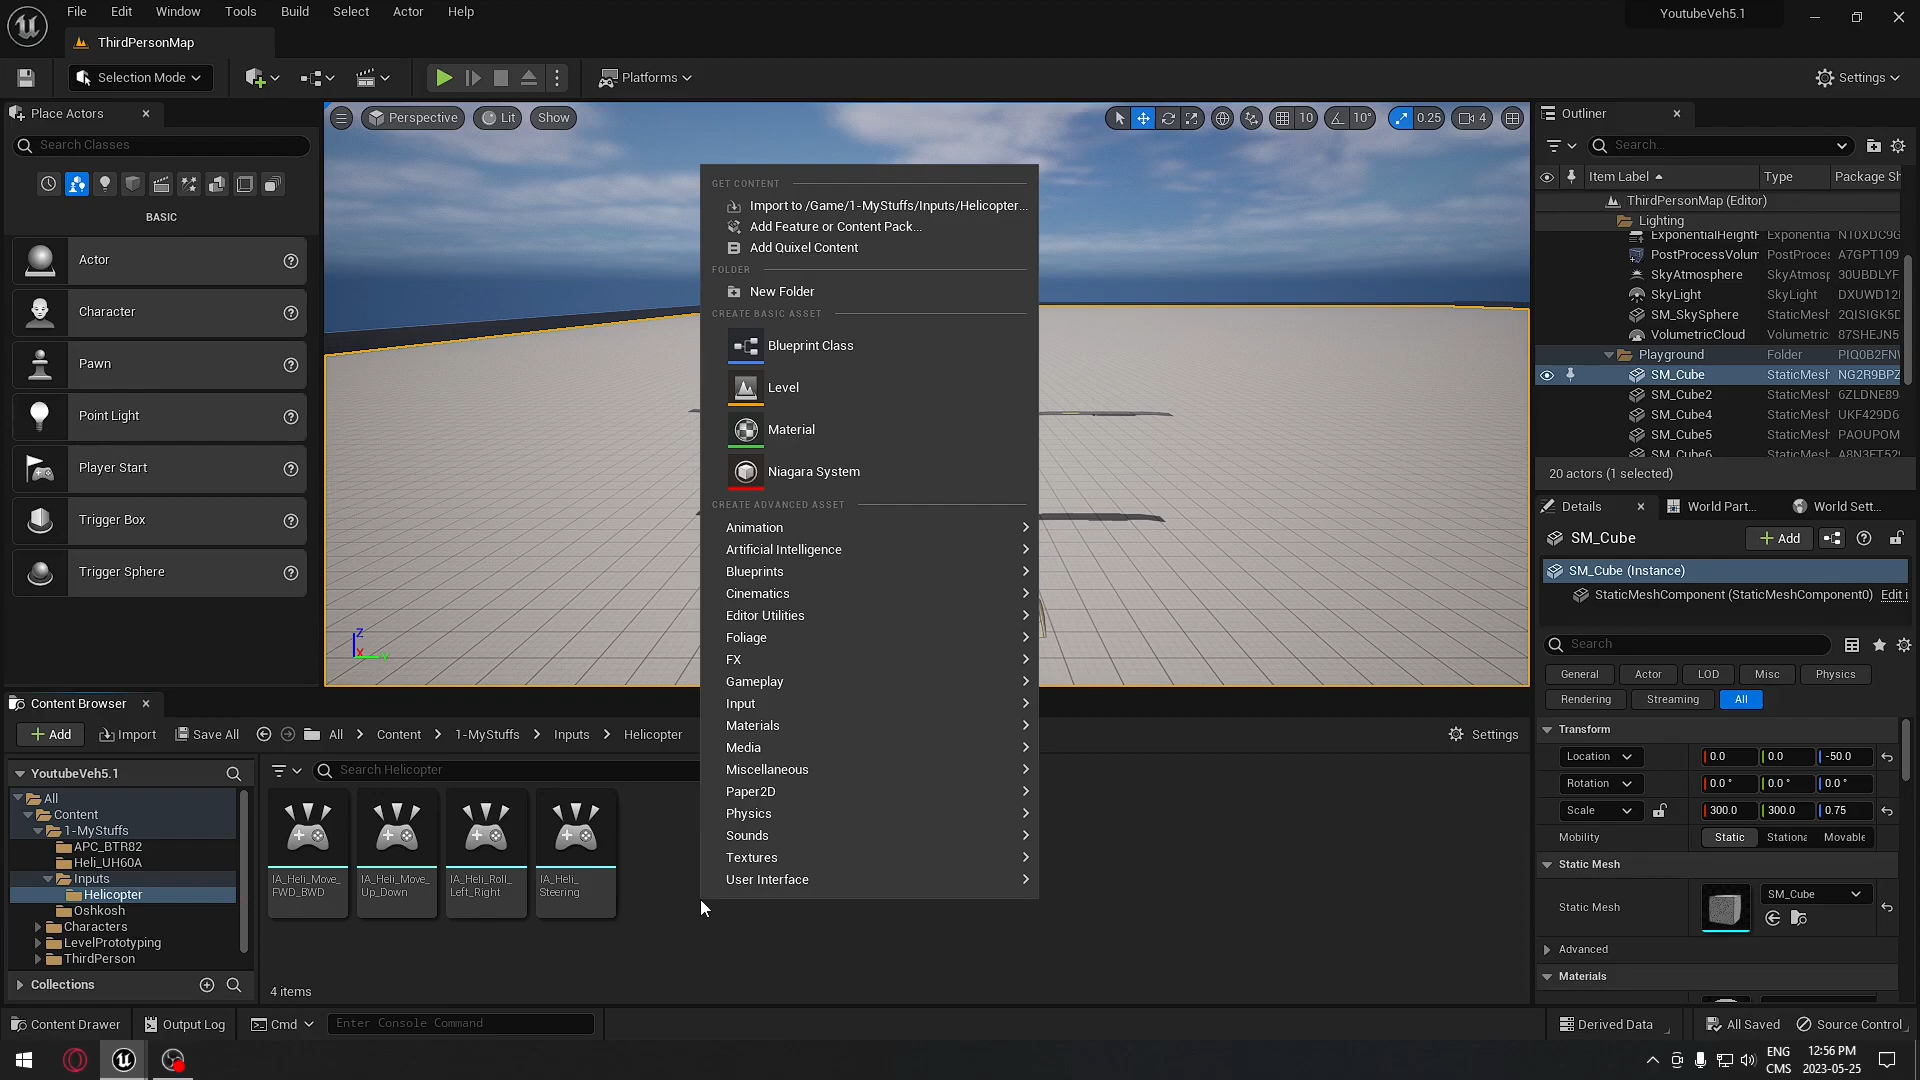 File Edit Window Tools Build Select Actor Help
YoutubeVeh5.1
ThirdPersonMap
Selection Mode
Platforms
Settings
Place Actors
Search Classes
BASIC
Actor
Character
Pawn
Point Light
Player Start
Trigger Box
Trigger Sphere
Perspective Lit Show
10 10° 0.25 4
GET CONTENT
Import to /Game/1-MyStuffs/Inputs/Helicopter...
Add Feature or Content Pack...
Add Quixel Content
FOLDER
New Folder
CREATE BASIC ASSET
Blueprint Class
Level
Material
Niagara System
CREATE ADVANCED ASSET
Animation
Artificial Intelligence
Blueprints
Cinematics
Editor Utilities
Foliage
FX
Gameplay
Input
Materials
Media
Miscellaneous
Paper2D
Physics
Sounds
Textures
User Interface
Z
X
Outliner
Search...
Item Label Type Package Sh
ThirdPersonMap (Editor)
Lighting
ExponentialHeightF Exponential N10XDC9G
PostProcessVolum PostProces A7GPT109
SkyAtmosphere SkyAtmosp 30UBDLYF
SkyLight SkyLight DXUWD12
SM_SkySphere StaticMesh 2QISIGK5D
VolumetricCloud Volumetric 87SHEJN5
Playground Folder PIQ0B2FN
SM_Cube StaticMesh NG2R9BPZ
SM_Cube2 StaticMesh 6ZLDNE89
SM_Cube4 StaticMesh UKF429D6
SM_Cube5 StaticMesh PAOUPOM
SM_Cube6 StaticMesh A8N3FT529
20 actors (1 selected)
Details World Part... World Sett...
SM_Cube Add
SM_Cube (Instance)
StaticMeshComponent (StaticMeshComponent0) Edit i
Search
General Actor LOD Misc Physics
Rendering Streaming All
Transform
Location 0.0 0.0 -50.0
Rotation 0.0° 0.0° 0.0°
Scale 300.0 300.0 0.75
Mobility Static Stationa Movable
Static Mesh
Static Mesh SM_Cube
Advanced
Materials
Content Browser
Add Import Save All All Content 1-MyStuffs Inputs Helicopter Settings
YoutubeVeh5.1
Search Helicopter
All
Content
1-MyStuffs
APC_BTR82
Heli_UH60A
Inputs
Helicopter
Oshkosh
Characters
LevelPrototyping
ThirdPerson
Collections
IA_Heli_Move_
FWD_BWD
IA_Heli_Move_
Up_Down
IA_Heli_Roll_
Left_Right
IA_Heli_
Steering
4 items
Content Drawer Output Log Cmd Enter Console Command
Derived Data All Saved Source Control
ENG
CMS
12:56 PM
2023-05-25